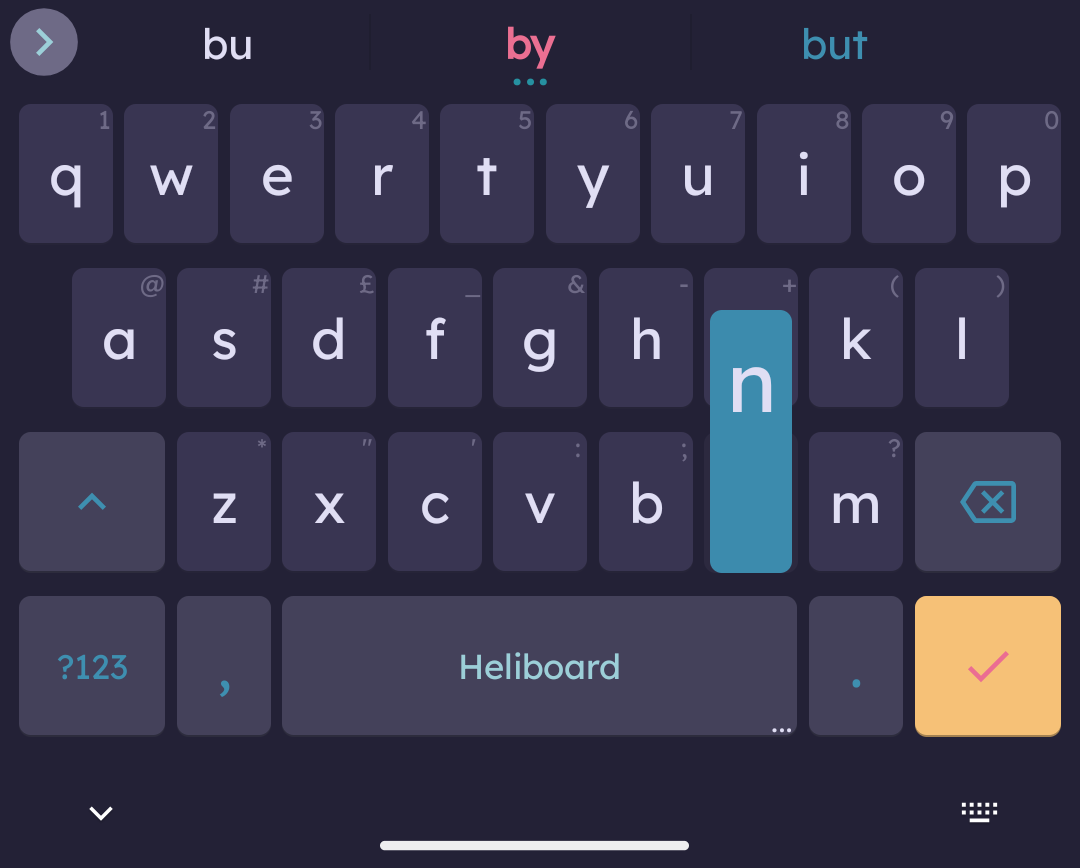 bu by but
1 2 3 4 5 6 7 8 9 0
q w e r t y u i o p
@ # £ _ & - + ( )
a s d f g h n k l
* " ' : ; ?
z x c v b m
?123 , Heliboard .